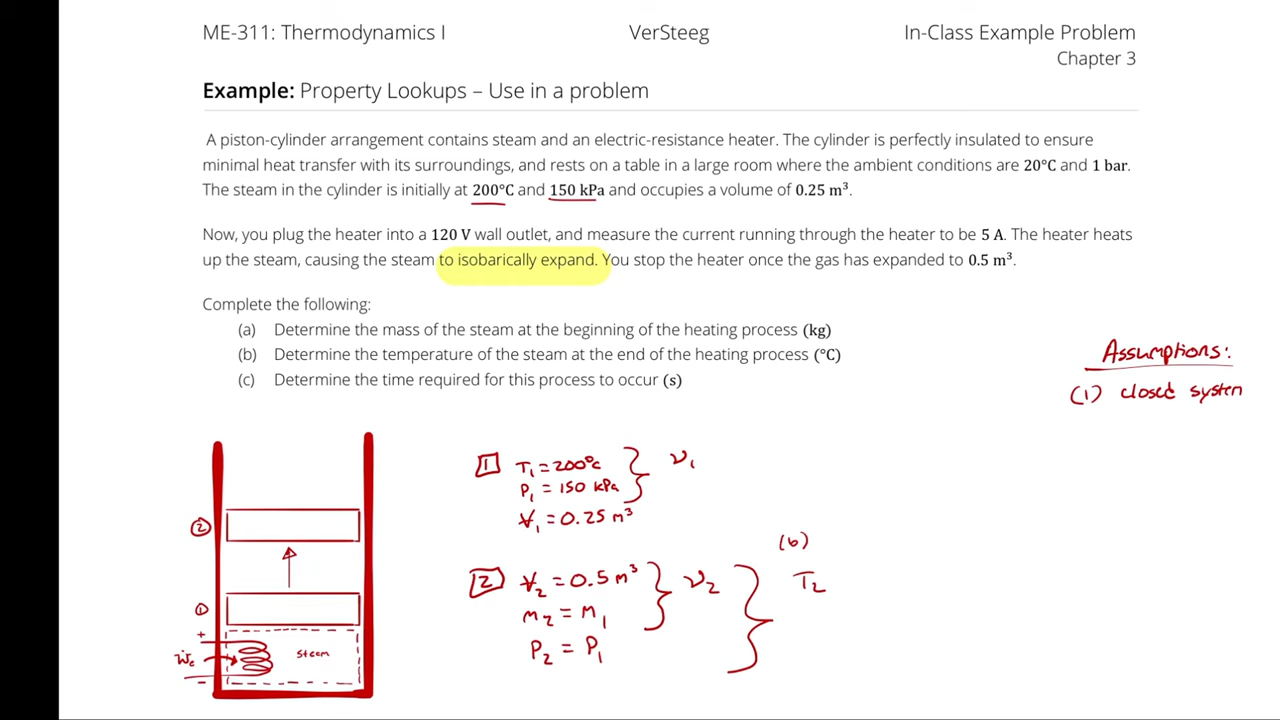 ME-311: Thermodynamics I VerSteeg In-Class Example Problem
Chapter 3
Example: Property Lookups – Use in a problem
A piston-cylinder arrangement contains steam and an electric-resistance heater. The cylinder is perfectly insulated to ensure
minimal heat transfer with its surroundings, and rests on a table in a large room where the ambient conditions are 20°C and 1 bar.
The steam in the cylinder is initially at 200°C and 150 kPa and occupies a volume of 0.25 m³.
Now, you plug the heater into a 120 V wall outlet, and measure the current running through the heater to be 5 A. The heater heats
up the steam, causing the steam to isobarically expand. You stop the heater once the gas has expanded to 0.5 m³.
Complete the following:
(a) Determine the mass of the steam at the beginning of the heating process (kg)
(b) Determine the temperature of the steam at the end of the heating process (°C)
(c) Determine the time required for this process to occur (s)
Assumptions:
(1) closed system
1 T₁ = 200°C } ν₁
P₁ = 150 kPa
V₁ = 0.25 m³
2 V₂ = 0.5 m³ } ν₂ } (b) T₂
m₂ = m₁
P₂ = P₁
2
1
+
Ẇe
steam
-